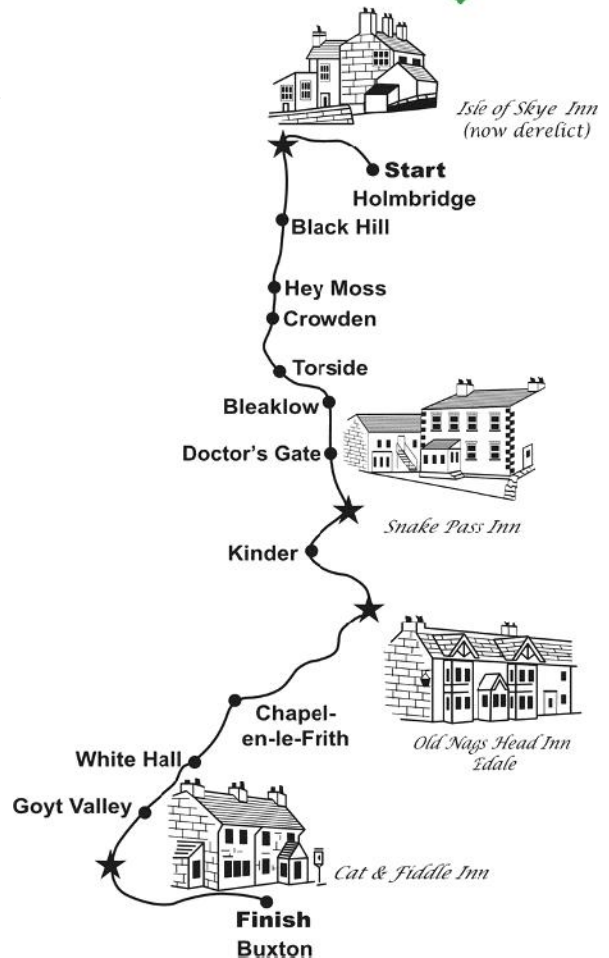 Isle of Skye Inn
(now derelict)
Start
Holmbridge
Black Hill
Hey Moss
Crowden
Torside
Bleaklow
Doctor's Gate
Snake Pass Inn
Kinder
Chapel-
en-le-Frith
Old Nags Head Inn
Edale
White Hall
Goyt Valley
Cat & Fiddle Inn
Finish
Buxton